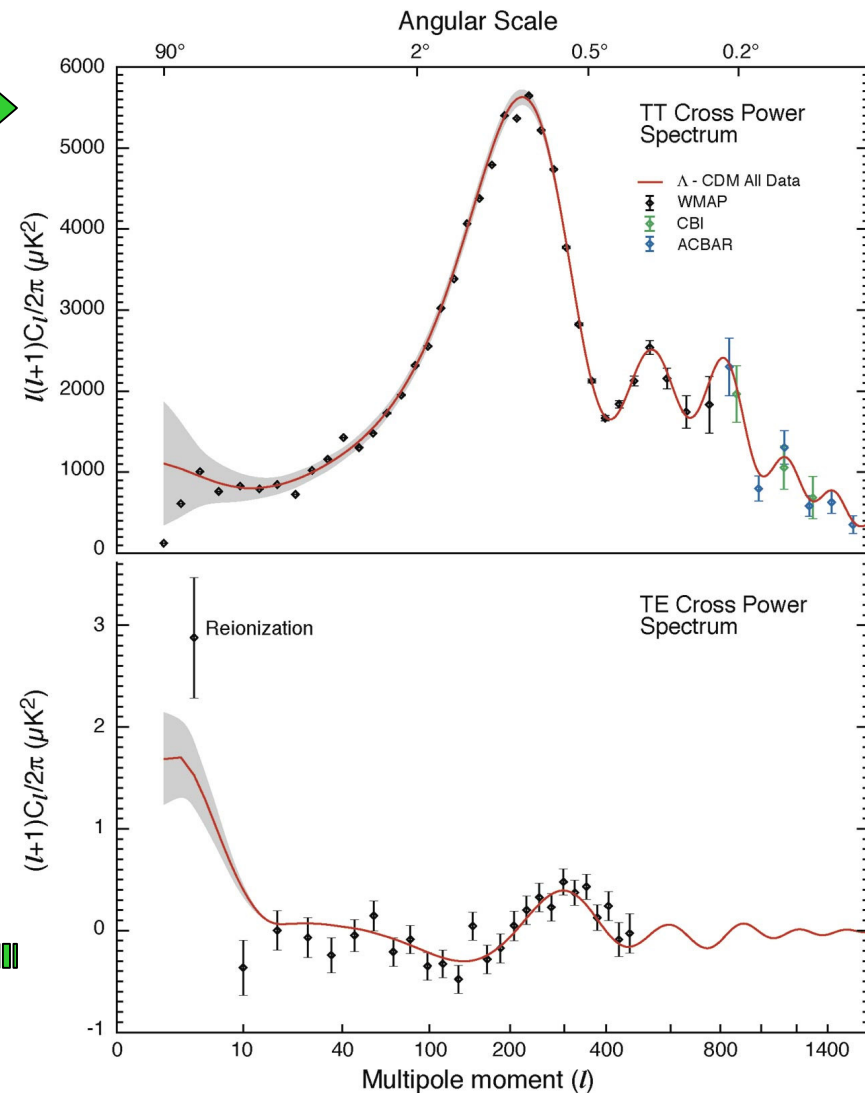 Angular Scale
90° 2° 0.5° 0.2°
6000
5000
4000
3000
2000
1000
0
l(l+1)Cl/2π (μK²)
TT Cross Power
Spectrum
Λ - CDM All Data
WMAP
CBI
ACBAR
3
2
1
0
-1
(l+1)Cl/2π (μK²)
Reionization
TE Cross Power
Spectrum
0 10 40 100 200 400 800 1400
Multipole moment (l)